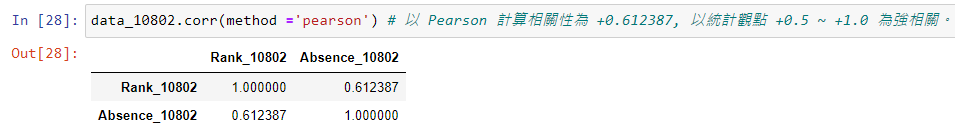 In [28]: data_10802.corr(method ='pearson') # 以 Pearson 計算相關性為 +0.612387, 以統計觀點 +0.5 ~ +1.0 為強相關。
Out[28]:
Rank_10802 Absence_10802
Rank_10802 1.000000 0.612387
Absence_10802 0.612387 1.000000